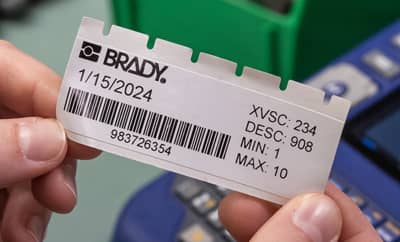 BRADY.
1/15/2024
983726354
XVSC: 234
DESC: 908
MIN: 1
MAX: 10